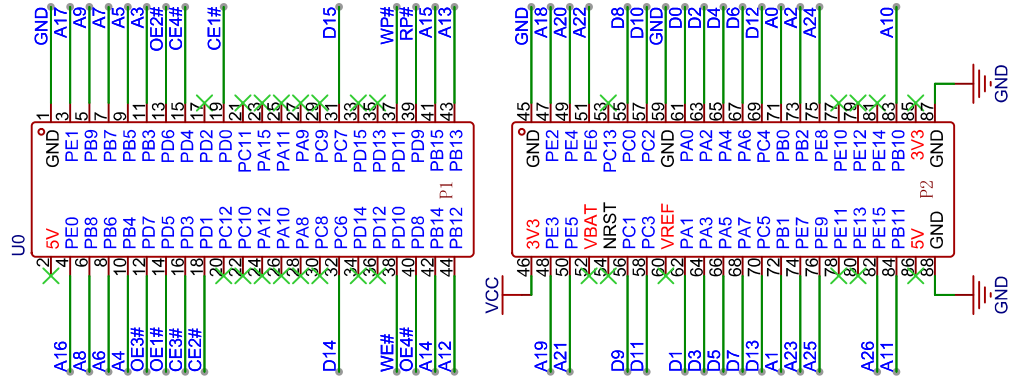 GND A17 A9 A7 A5 A3 OE2# CE4# CE1# D15 WP# RP# A15 A13
1 3 5 7 9 11 13 15 17 19 21 23 25 27 29 31 33 35 37 39 41 43
GND PE1 PB9 PB7 PB5 PB3 PD6 PD4 PD2 PD0 PC11 PA15 PA11 PA9 PC9 PC7 PD15 PD13 PD11 PD9 PB15 PB13
P1
U0
5V PE0 PB8 PB6 PB4 PD7 PD5 PD3 PD1 PC12 PC10 PA12 PA10 PA8 PC8 PC6 PD14 PD12 PD10 PD8 PB14 PB12
2 4 6 8 10 12 14 16 18 20 22 24 26 28 30 32 34 36 38 40 42 44
A16 A8 A6 A4 OE3# OE1# CE3# CE2# D14 WE# OE4# A14 A12
GND A18 A20 A22 D8 D10 GND D0 D2 D4 D6 D12 A0 A2 A24 A10
GND
45 47 49 51 53 55 57 59 61 63 65 67 69 71 73 75 77 79 81 83 85 87
GND PE2 PE4 PE6 PC13 PC0 PC2 GND PA0 PA2 PA4 PA6 PC4 PB0 PB2 PE8 PE10 PE12 PE14 PB10 3V3 GND
P2
3V3 PE3 PE5 VBAT NRST PC1 PC3 VREF PA1 PA3 PA5 PA7 PC5 PB1 PE7 PE9 PE11 PE13 PE15 PB11 5V GND
46 48 50 52 54 56 58 60 62 64 66 68 70 72 74 76 78 80 82 84 86 88
VCC
GND
A19 A21 D9 D11 D1 D3 D5 D7 D13 A1 A23 A25 A26 A11